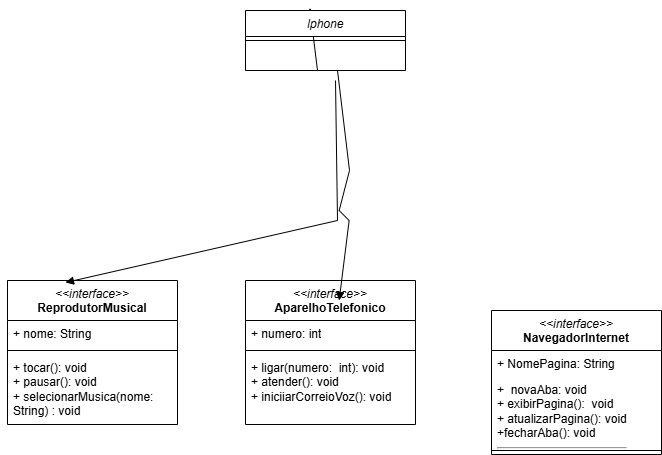 Iphone
<<interface>>
ReprodutorMusical
+ nome: String
+ tocar(): void
+ pausar(): void
+ selecionarMusica(nome:
String) : void
<<interface>>
AparelhoTelefonico
+ numero: int
+ ligar(numero:  int): void
+ atender(): void
+ iniciiarCorreioVoz(): void
<<interface>>
NavegadorInternet
+ NomePagina: String
+  novaAba: void
+ exibirPagina():  void
+ atualizarPagina(): void
+fecharAba(): void